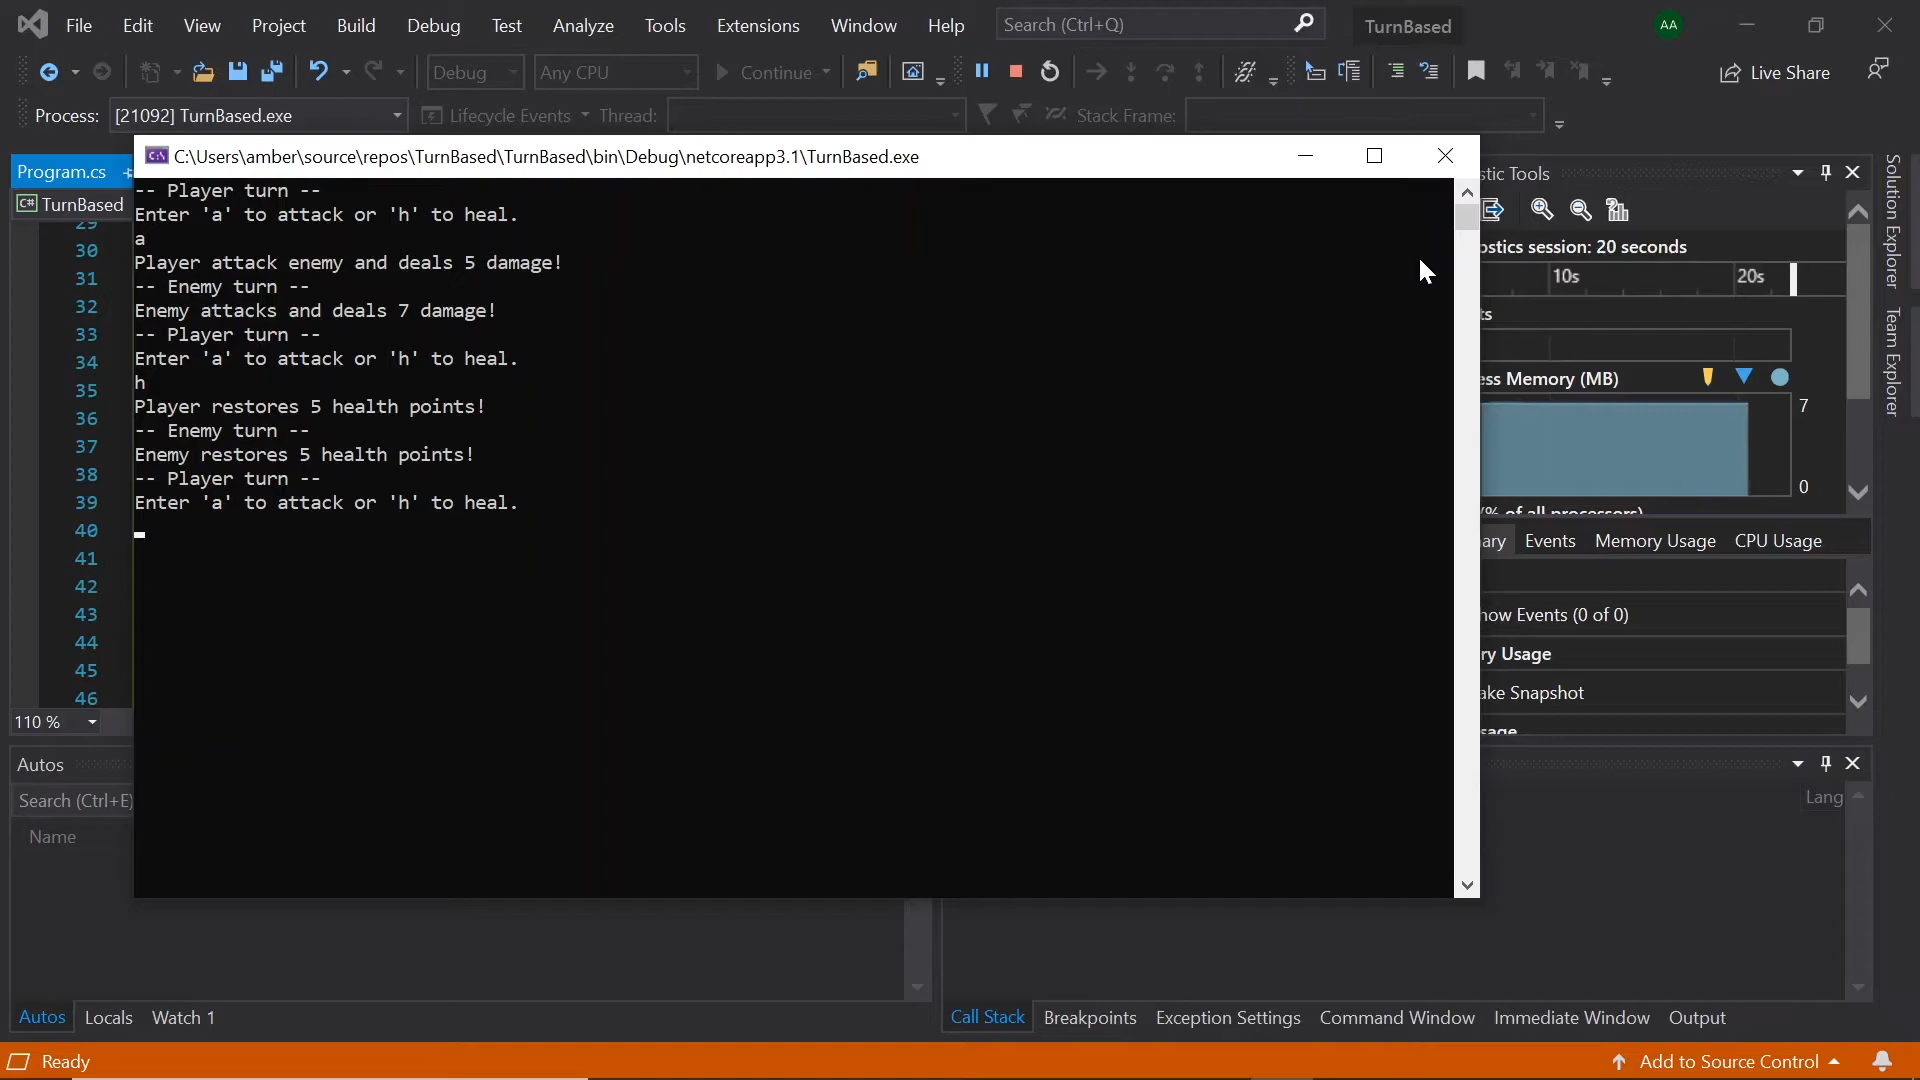 File Edit View Project Build Debug Test Analyze Tools Extensions Window Help Search (Ctrl+Q) TurnBased AA
Debug Any CPU Continue Live Share
Process: [21092] TurnBased.exe Lifecycle Events Thread: Stack Frame:
C:\Users\amber\source\repos\TurnBased\TurnBased\bin\Debug\netcoreapp3.1\TurnBased.exe
Program.cs
TurnBased
29
30
31
32
33
34
35
36
37
38
39
40
41
42
43
44
45
46
110 %
-- Player turn --
Enter 'a' to attack or 'h' to heal.
a
Player attack enemy and deals 5 damage!
-- Enemy turn --
Enemy attacks and deals 7 damage!
-- Player turn --
Enter 'a' to attack or 'h' to heal.
h
Player restores 5 health points!
-- Enemy turn --
Enemy restores 5 health points!
-- Player turn --
Enter 'a' to attack or 'h' to heal.
stic Tools
ostics session: 20 seconds
10s 20s
ts
ess Memory (MB)
7
0
(% of all processors)
ary Events Memory Usage CPU Usage
how Events (0 of 0)
ry Usage
ake Snapshot
sage
Solution Explorer
Team Explorer
Autos
Search (Ctrl+E)
Name
Lang
Autos Locals Watch 1
Call Stack Breakpoints Exception Settings Command Window Immediate Window Output
Ready Add to Source Control